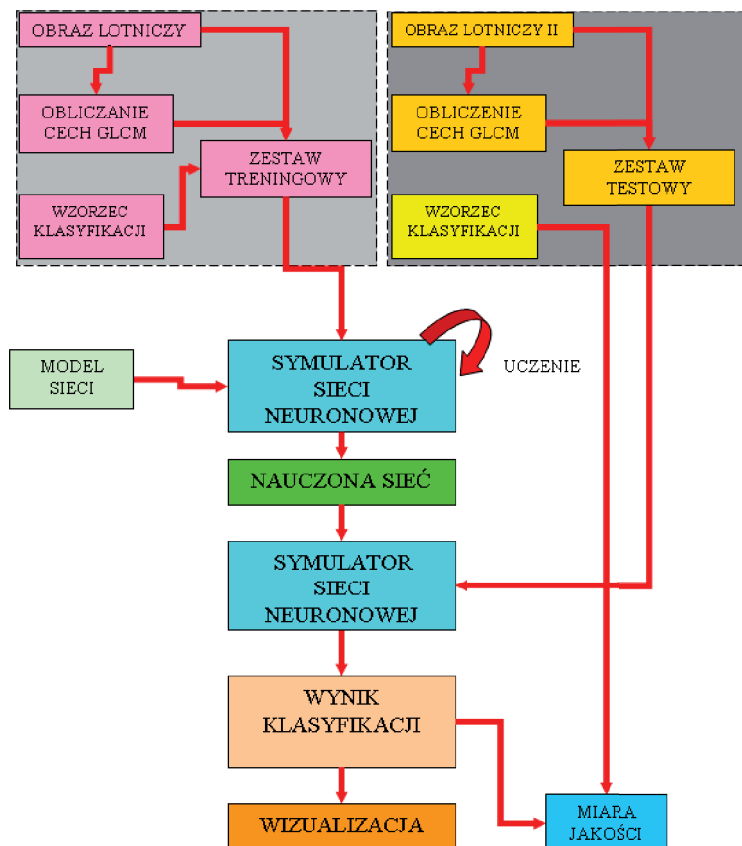 OBRAZ LOTNICZY
OBLICZANIE
CECH GLCM
ZESTAW
TRENINGOWY
WZORZEC
KLASYFIKACJI
OBRAZ LOTNICZY II
OBLICZENIE
CECH GLCM
ZESTAW
TESTOWY
WZORZEC
KLASYFIKACJI
MODEL
SIECI
SYMULATOR
SIECI
NEURONOWEJ
UCZENIE
NAUCZONA SIEĆ
SYMULATOR
SIECI
NEURONOWEJ
WYNIK
KLASYFIKACJI
WIZUALIZACJA
MIARA
JAKOŚCI